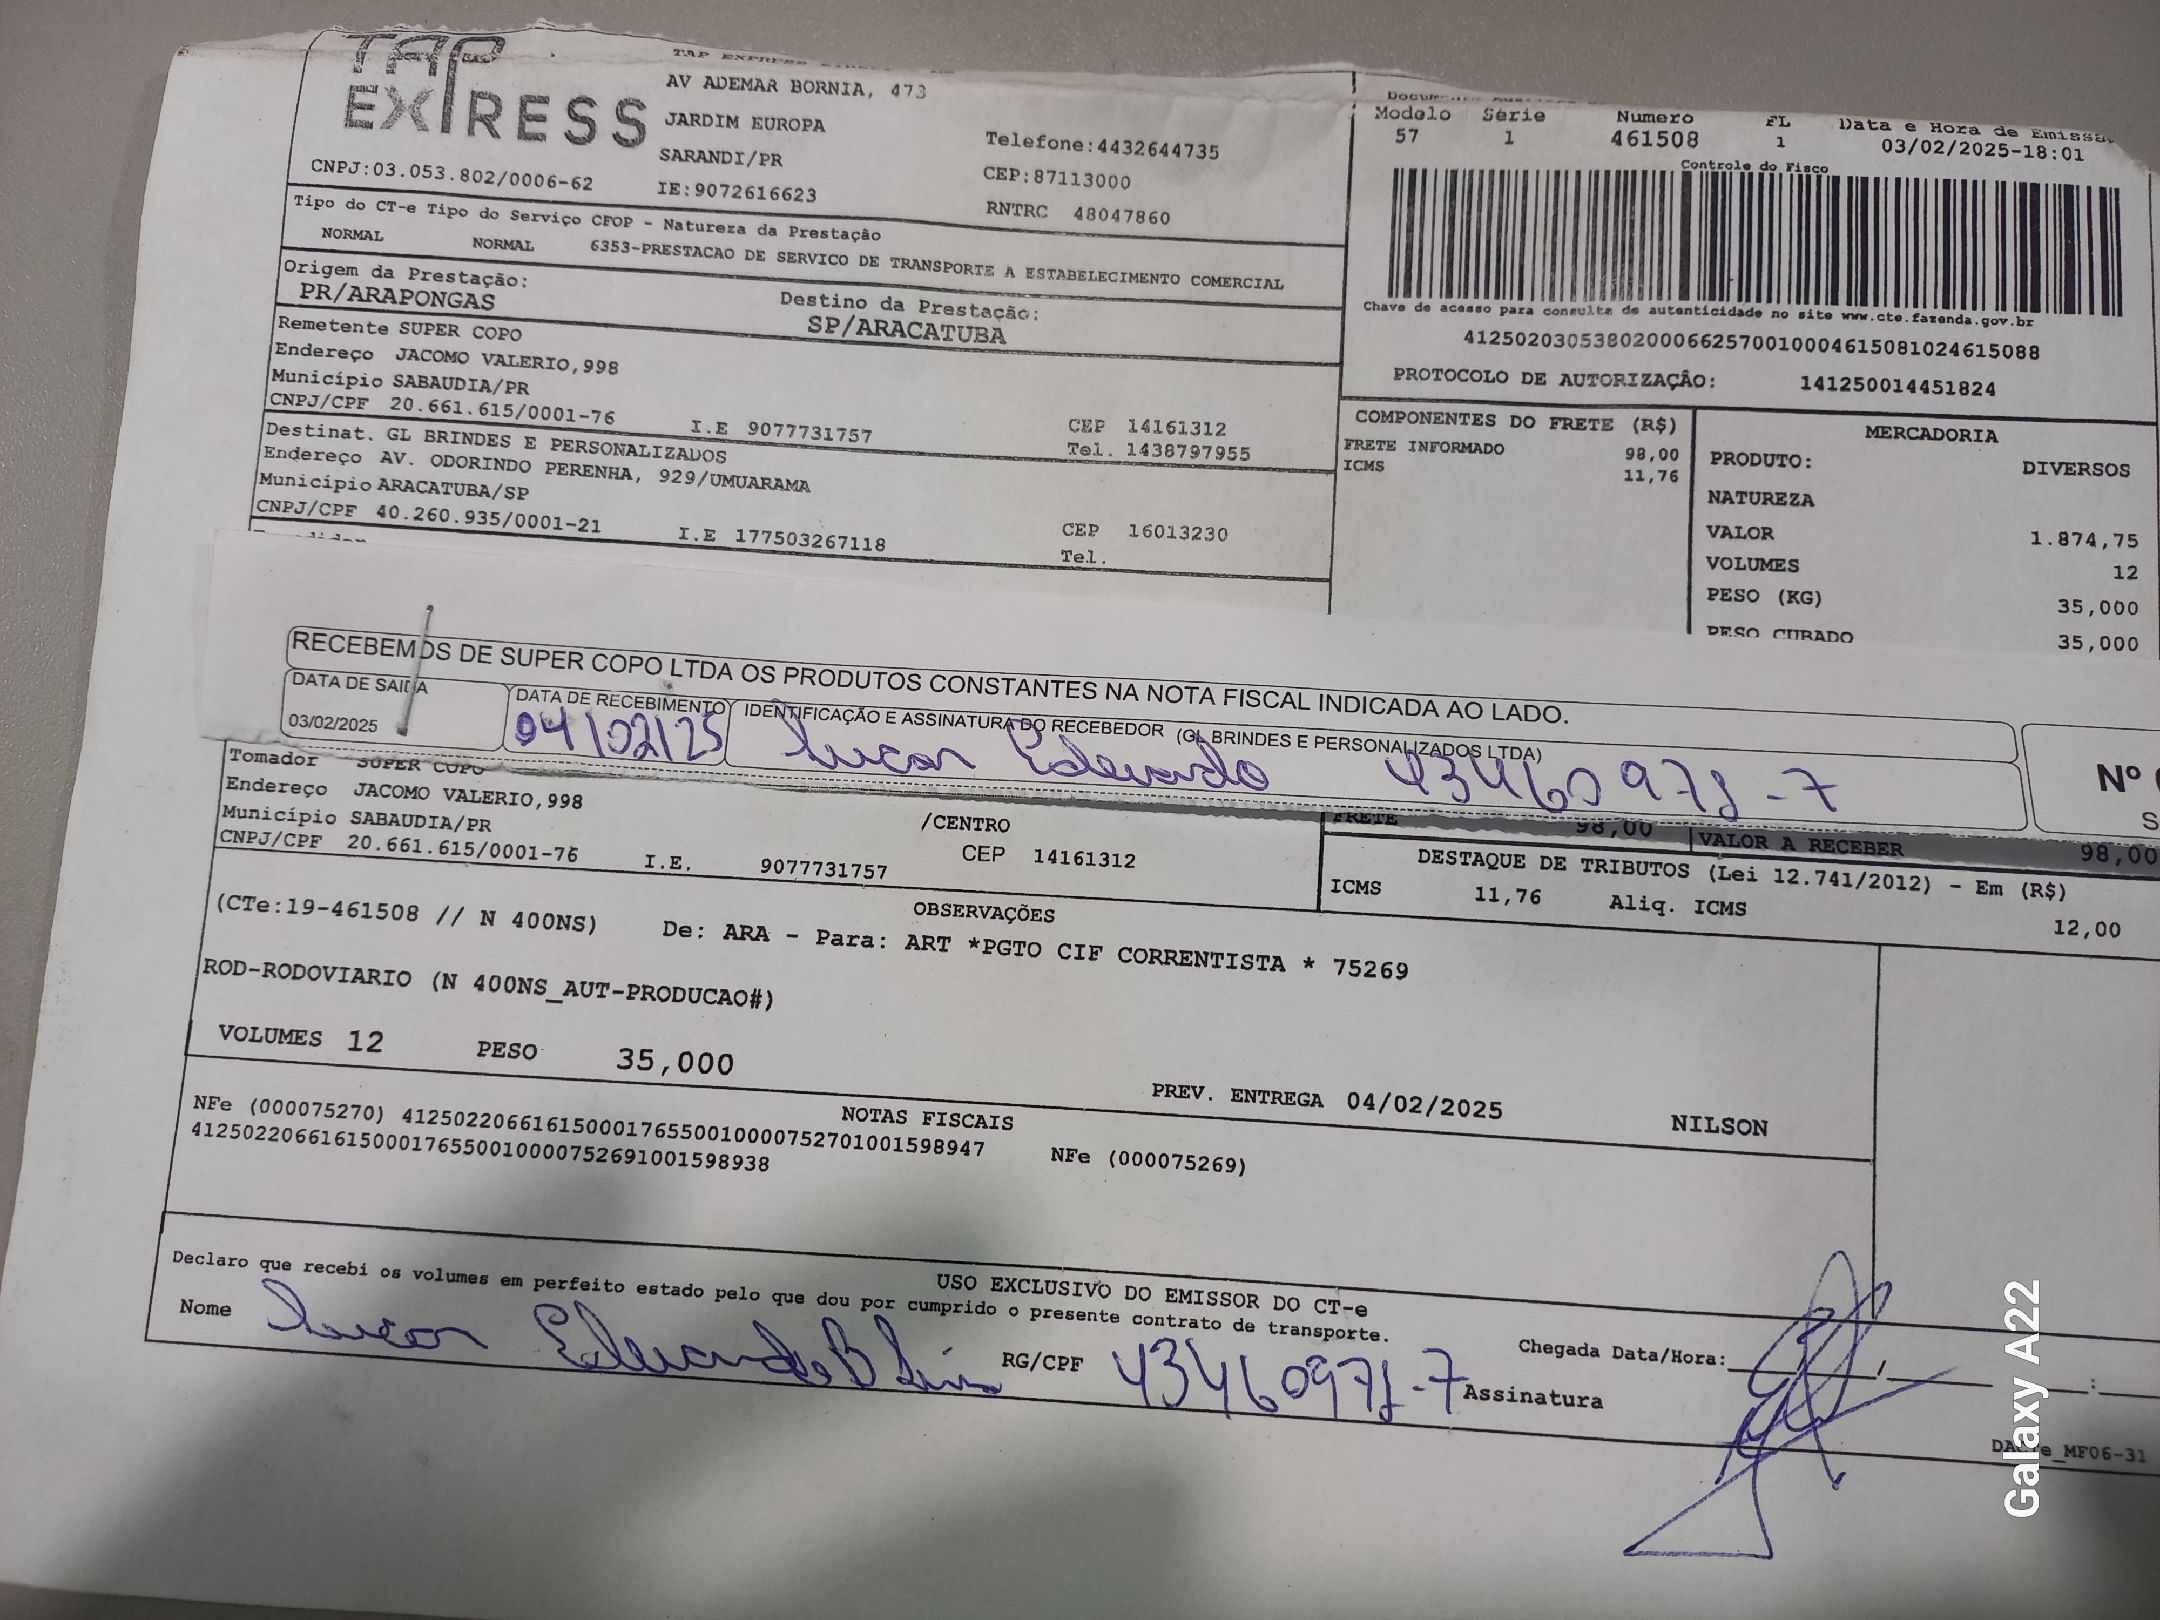 TAP
EXPRESS
AV ADEMAR BORNIA, 473
JARDIM EUROPA
SARANDI/PR
CNPJ:03.053.802/0006-62 IE:9072616623
Telefone:4432644735
CEP:87113000
RNTRC 48047860
Modelo Série Numero FL Data e Hora de
57 1 461508 1 03/02/2025-18:01
Controle do Fisco
Chave de acesso para consulta de autenticidade no site www.cte.fazenda.gov.br
41250203053802000662570010004615081024615088
PROTOCOLO DE AUTORIZAÇÃO: 141250014451824
Tipo do CT-e Tipo do Serviço CFOP - Natureza da Prestação
NORMAL NORMAL 6353-PRESTACAO DE SERVICO DE TRANSPORTE A ESTABELECIMENTO COMERCIAL
Origem da Prestação: Destino da Prestação:
PR/ARAPONGAS SP/ARACATUBA
Remetente SUPER COPO
Endereço JACOMO VALERIO,998
Município SABAUDIA/PR CEP 14161312
CNPJ/CPF 20.661.615/0001-76 I.E 9077731757 Tel. 1438797955
Destinat. GL BRINDES E PERSONALIZADOS
Endereço AV. ODORINDO PERENHA, 929/UMUARAMA
Município ARACATUBA/SP CEP 16013230
CNPJ/CPF 40.260.935/0001-21 I.E 177503267118 Tel.
COMPONENTES DO FRETE (R$)
FRETE INFORMADO 98,00
ICMS 11,76
MERCADORIA
PRODUTO: DIVERSOS
NATUREZA
VALOR 1.874,75
VOLUMES 12
PESO (KG) 35,000
PESO CUBADO 35,000
RECEBEMOS DE SUPER COPO LTDA OS PRODUTOS CONSTANTES NA NOTA FISCAL INDICADA AO LADO.
DATA DE SAIDA DATA DE RECEBIMENTO IDENTIFICAÇÃO E ASSINATURA DO RECEBEDOR (GL BRINDES E PERSONALIZADOS LTDA)
03/02/2025 04/02/25 Lucas Eduardo 43460971-7
Nº
Tomador SUPER COPO
Endereço JACOMO VALERIO,998 /CENTRO
Município SABAUDIA/PR CEP 14161312
CNPJ/CPF 20.661.615/0001-76 I.E. 9077731757
FRETE 98,00 VALOR A RECEBER 98,00
DESTAQUE DE TRIBUTOS (Lei 12.741/2012) - Em (R$)
ICMS 11,76 Aliq. ICMS 12,00
OBSERVAÇÕES
(CTe:19-461508 // N 400NS) De: ARA - Para: ART *PGTO CIF CORRENTISTA * 75269
ROD-RODOVIARIO (N 400NS_AUT-PRODUCAO#)
VOLUMES 12 PESO 35,000 PREV. ENTREGA 04/02/2025 NILSON
NOTAS FISCAIS
NFe (000075270) 41250220661615000176550010000752701001598947 NFe (000075269)
41250220661615000176550010000752691001598938
USO EXCLUSIVO DO EMISSOR DO CT-e
Declaro que recebi os volumes em perfeito estado pelo que dou por cumprido o presente contrato de transporte.
Nome Lucas Eduardo B RG/CPF 43460971-7 Assinatura
Chegada Data/Hora: / / :
MF06-31
Galaxy A22